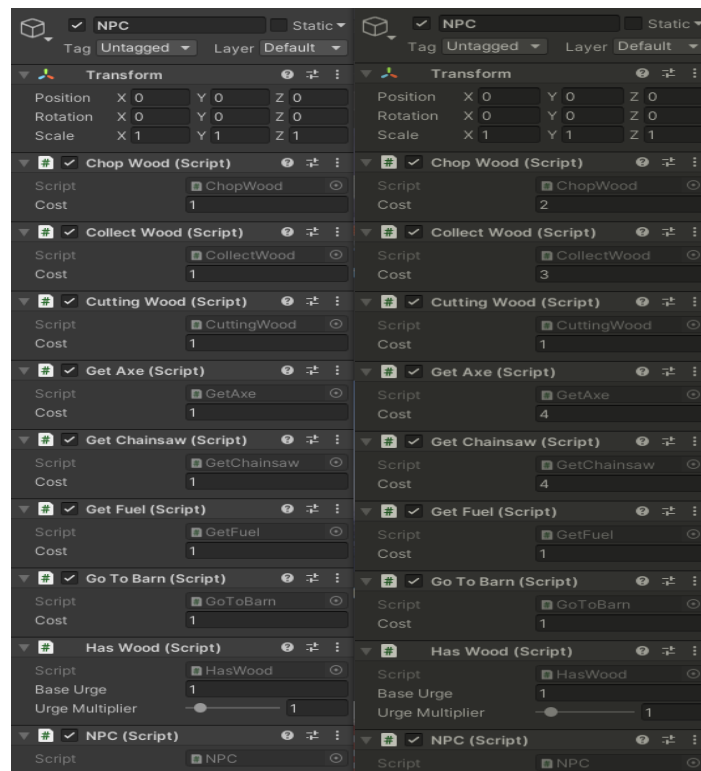 NPC Static
Tag Untagged Layer Default
Transform
Position X 0 Y 0 Z 0
Rotation X 0 Y 0 Z 0
Scale X 1 Y 1 Z 1
# Chop Wood (Script)
Script ChopWood
Cost 1
# Collect Wood (Script)
Script CollectWood
Cost 1
# Cutting Wood (Script)
Script CuttingWood
Cost 1
# Get Axe (Script)
Script GetAxe
Cost 1
# Get Chainsaw (Script)
Script GetChainsaw
Cost 1
# Get Fuel (Script)
Script GetFuel
Cost 1
# Go To Barn (Script)
Script GoToBarn
Cost 1
# Has Wood (Script)
Script HasWood
Base Urge 1
Urge Multiplier 1
# NPC (Script)
Script NPC
NPC Static
Tag Untagged Layer Default
Transform
Position X 0 Y 0 Z 0
Rotation X 0 Y 0 Z 0
Scale X 1 Y 1 Z 1
# Chop Wood (Script)
Script ChopWood
Cost 2
# Collect Wood (Script)
Script CollectWood
Cost 3
# Cutting Wood (Script)
Script CuttingWood
Cost 1
# Get Axe (Script)
Script GetAxe
Cost 4
# Get Chainsaw (Script)
Script GetChainsaw
Cost 4
# Get Fuel (Script)
Script GetFuel
Cost 1
# Go To Barn (Script)
Script GoToBarn
Cost 1
# Has Wood (Script)
Script HasWood
Base Urge 1
Urge Multiplier 1
# NPC (Script)
Script NPC